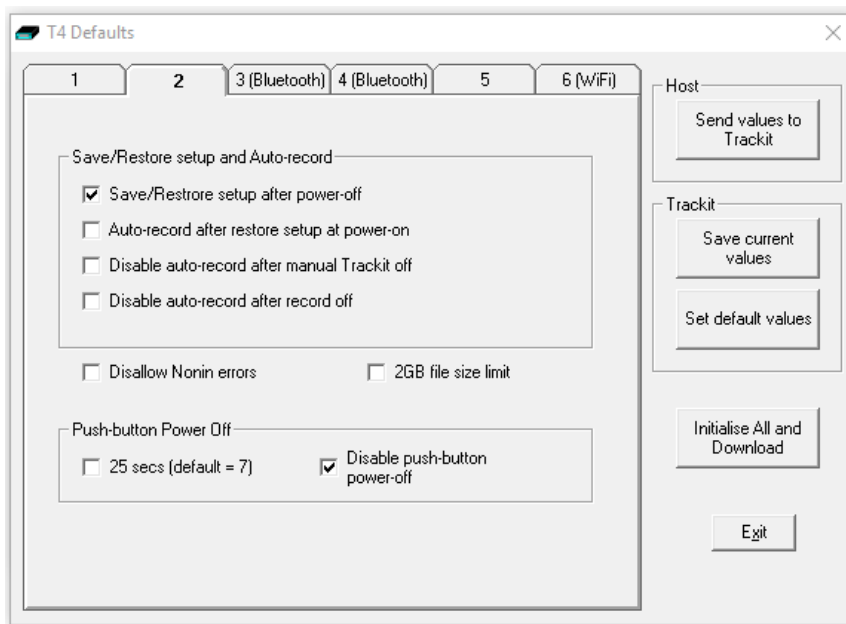 T4 Defaults
1
2
3 (Bluetooth)
4 (Bluetooth)
5
6 (WiFi)
Save/Restore setup and Auto-record
Save/Restrore setup after power-off
Auto-record after restore setup at power-on
Disable auto-record after manual Trackit off
Disable auto-record after record off
Disallow Nonin errors
2GB file size limit
Push-button Power Off
25 secs (default = 7)
Disable push-button
power-off
Host
Send values to
Trackit
Trackit
Save current
values
Set default values
Initialise All and
Download
Exit